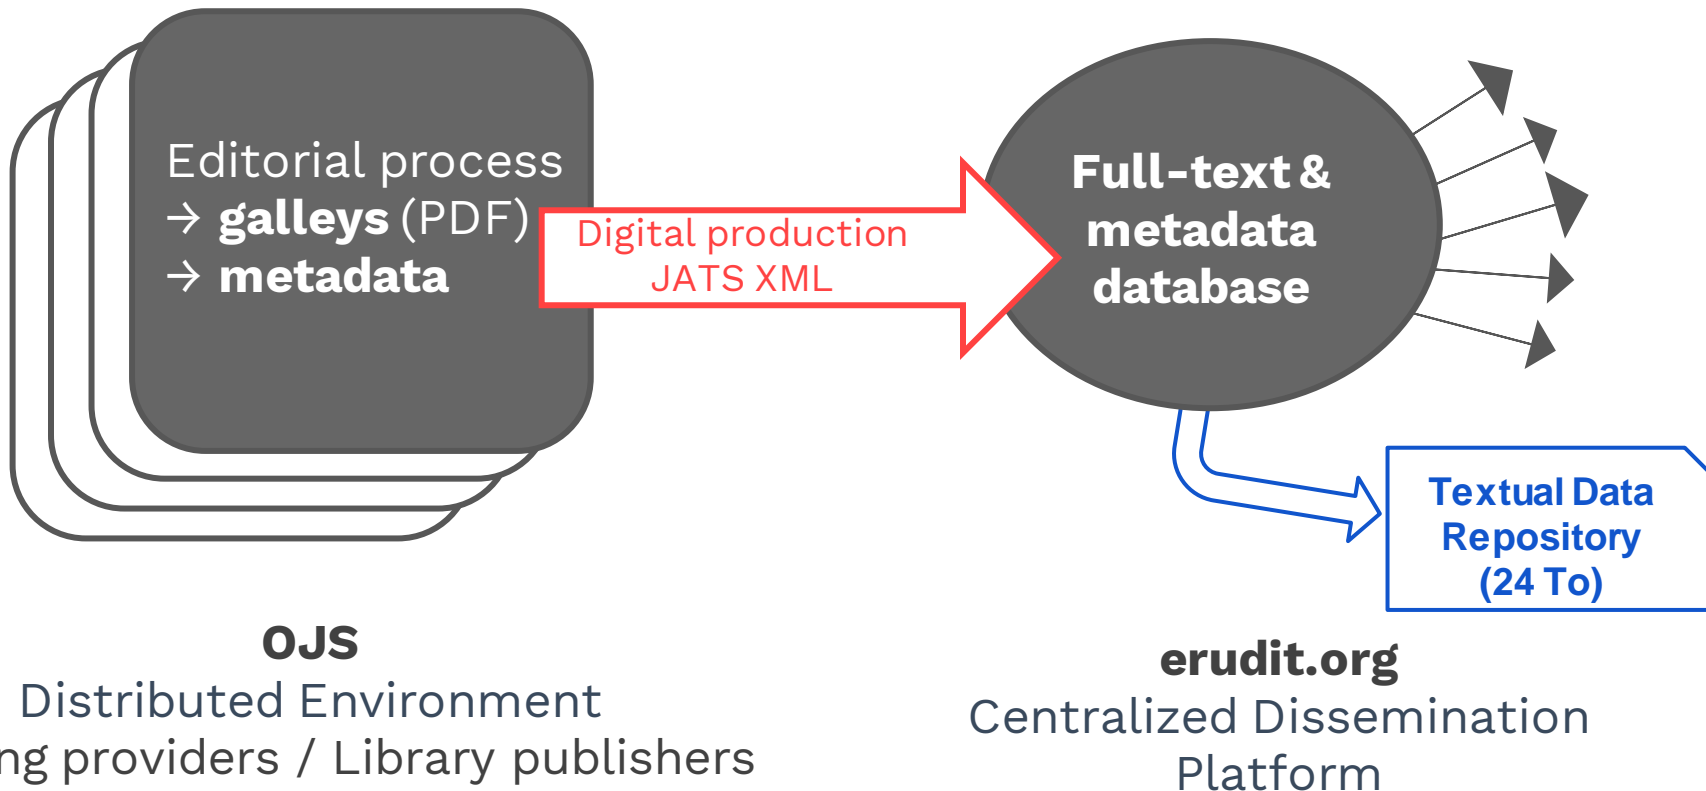 Editorial process
→ galleys (PDF)
→ metadata
Digital production
JATS XML
Full-text &
metadata
database
Textual Data
Repository
(24 To)
OJS
Distributed Environment
providers / Library publishers
erudit.org
Centralized Dissemination
Platform